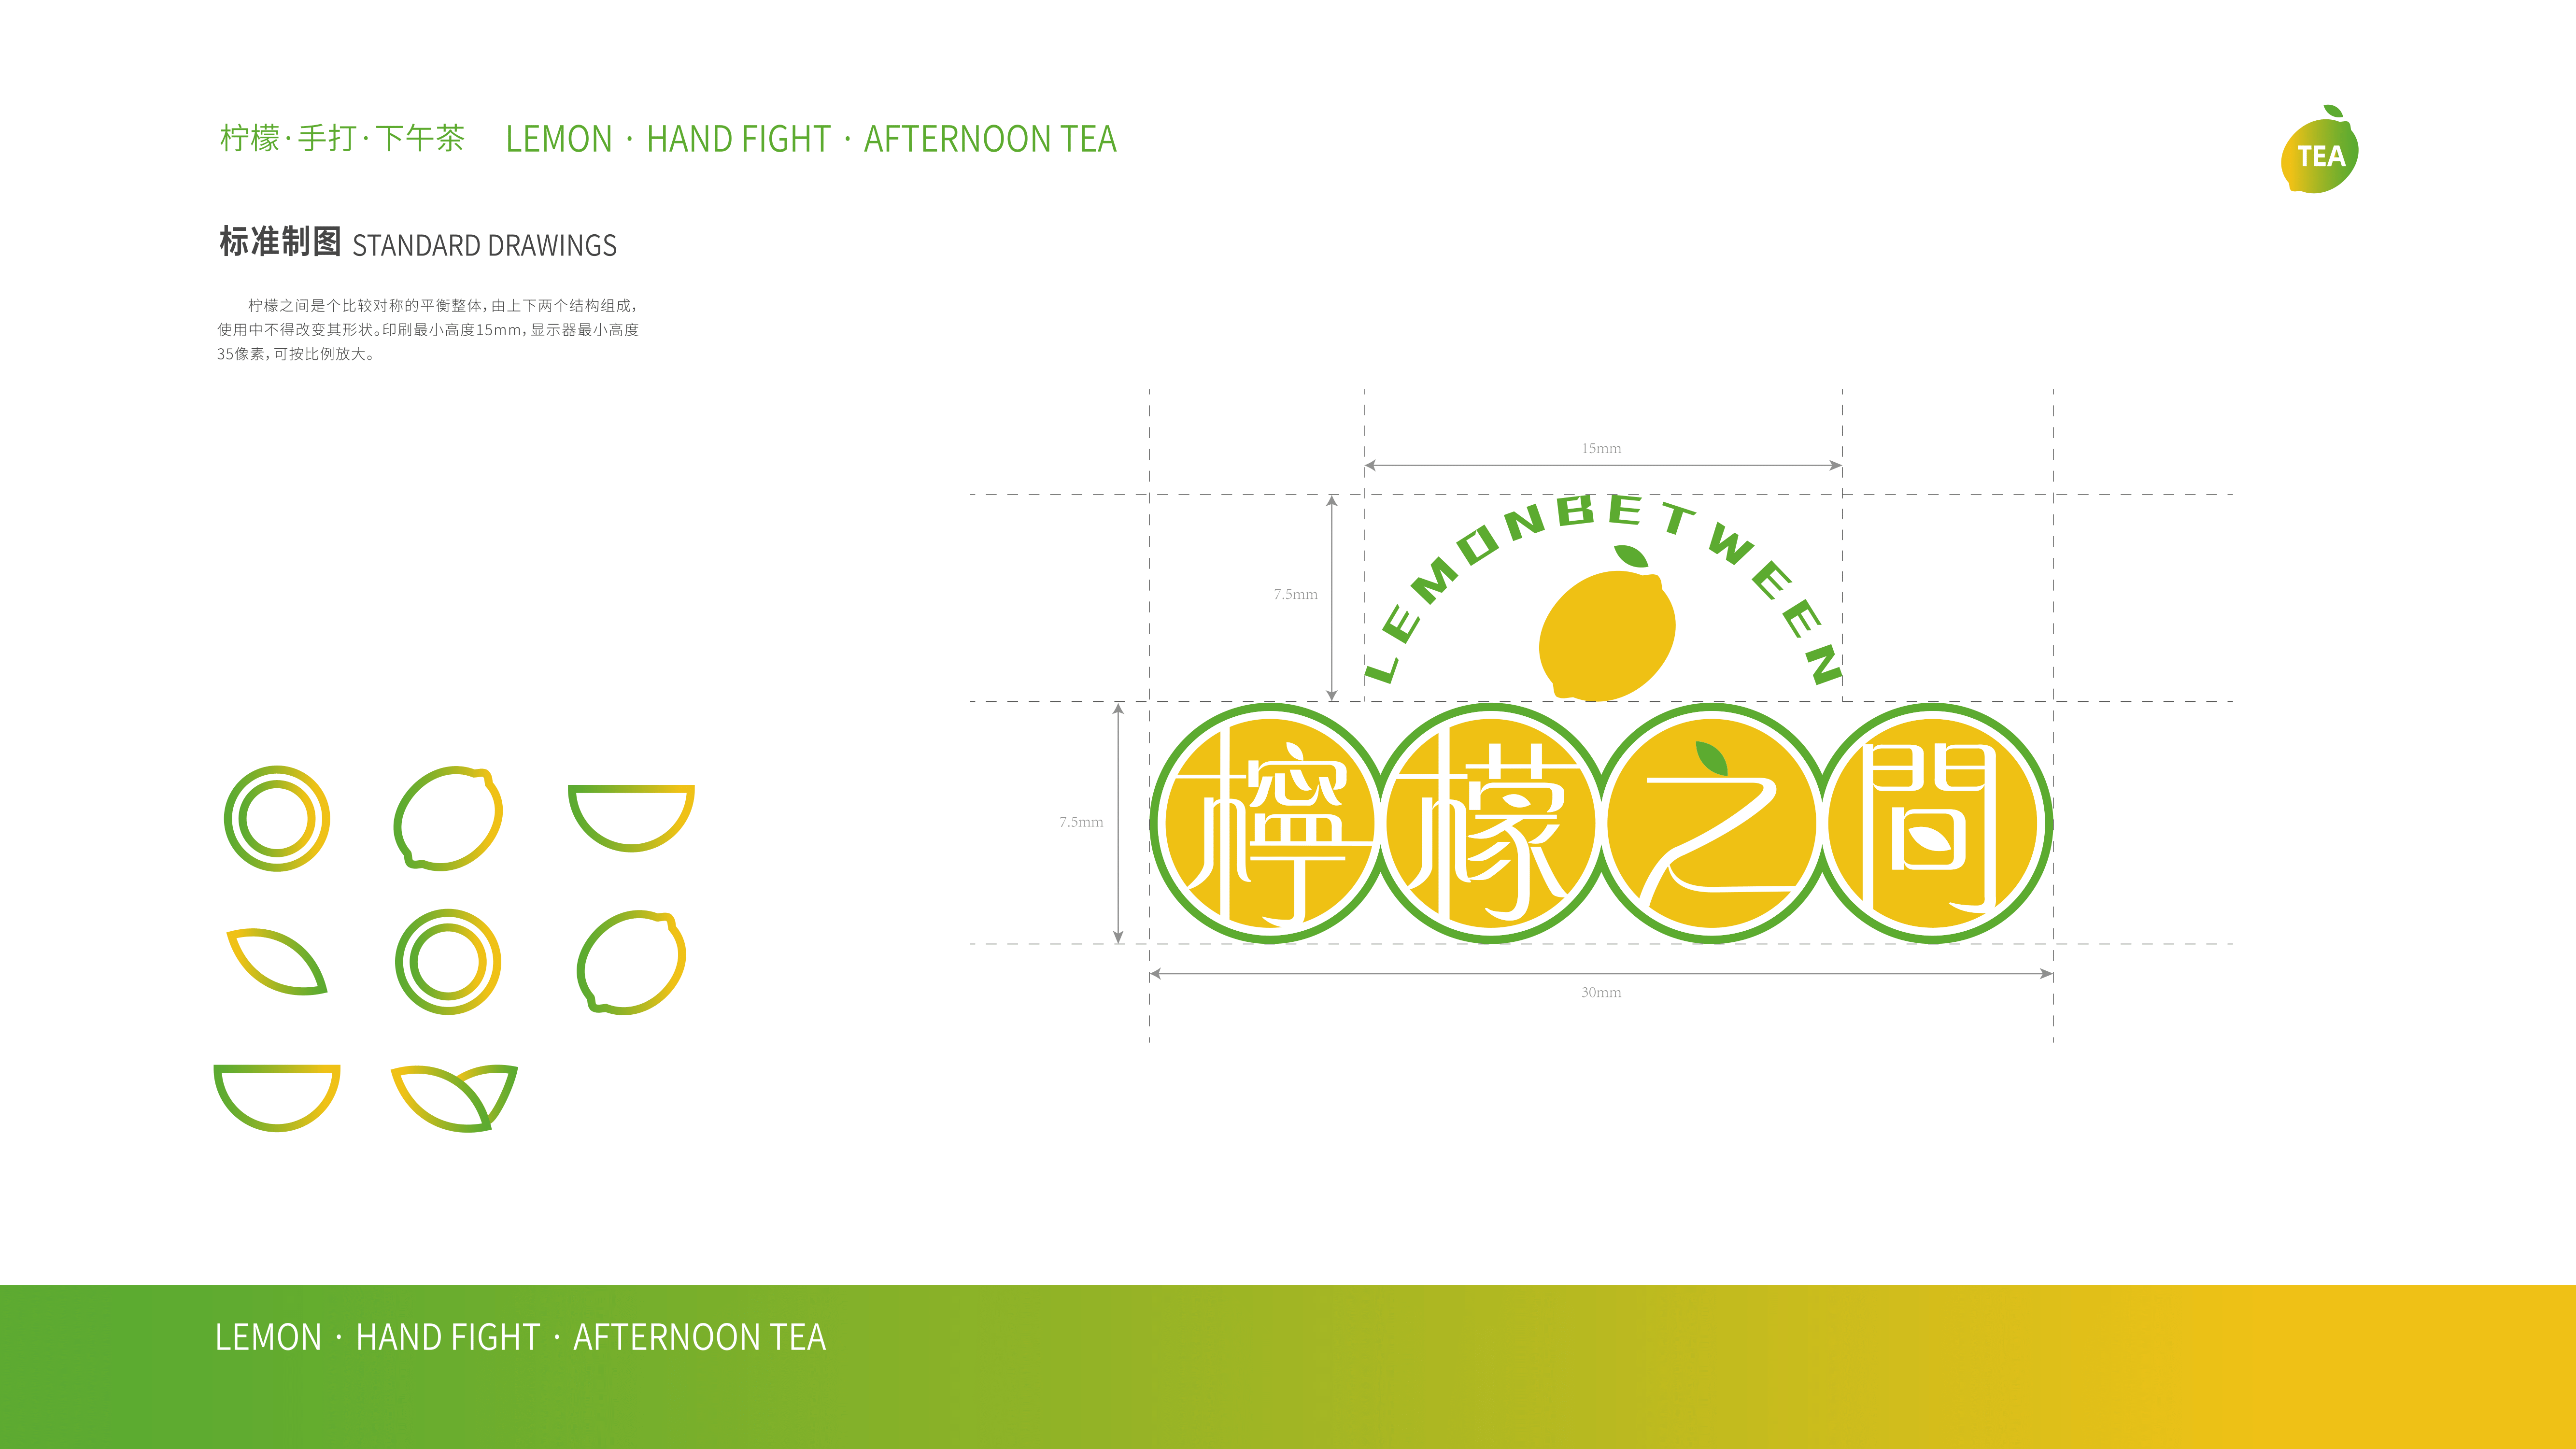 柠檬·手打·下午茶 LEMON · HAND FIGHT · AFTERNOON TEA
TEA
标准制图 STANDARD DRAWINGS
柠檬之间是个比较对称的平衡整体，由上下两个结构组成，
使用中不得改变其形状。印刷最小高度15mm，显示器最小高度
35像素，可按比例放大。
15mm
LEMONBETWEEN
7.5mm
7.5mm
檸檬之間
30mm
LEMON · HAND FIGHT · AFTERNOON TEA